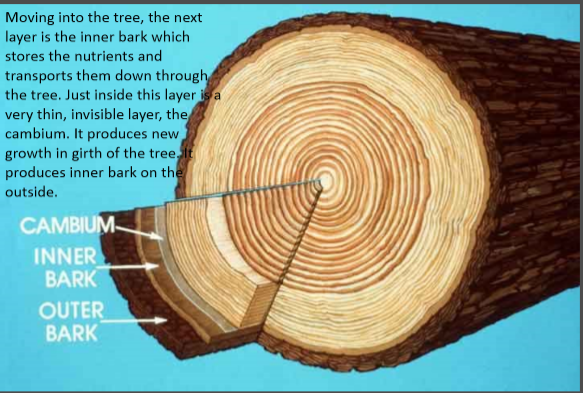 Moving into the tree, the next
layer is the inner bark which
stores the nutrients and
transports them down through
the tree. Just inside this layer is a
very thin, invisible layer, the
cambium. It produces new
growth in girth of the tree. It
produces inner bark on the
outside.
CAMBIUM
INNER
BARK
OUTER
BARK